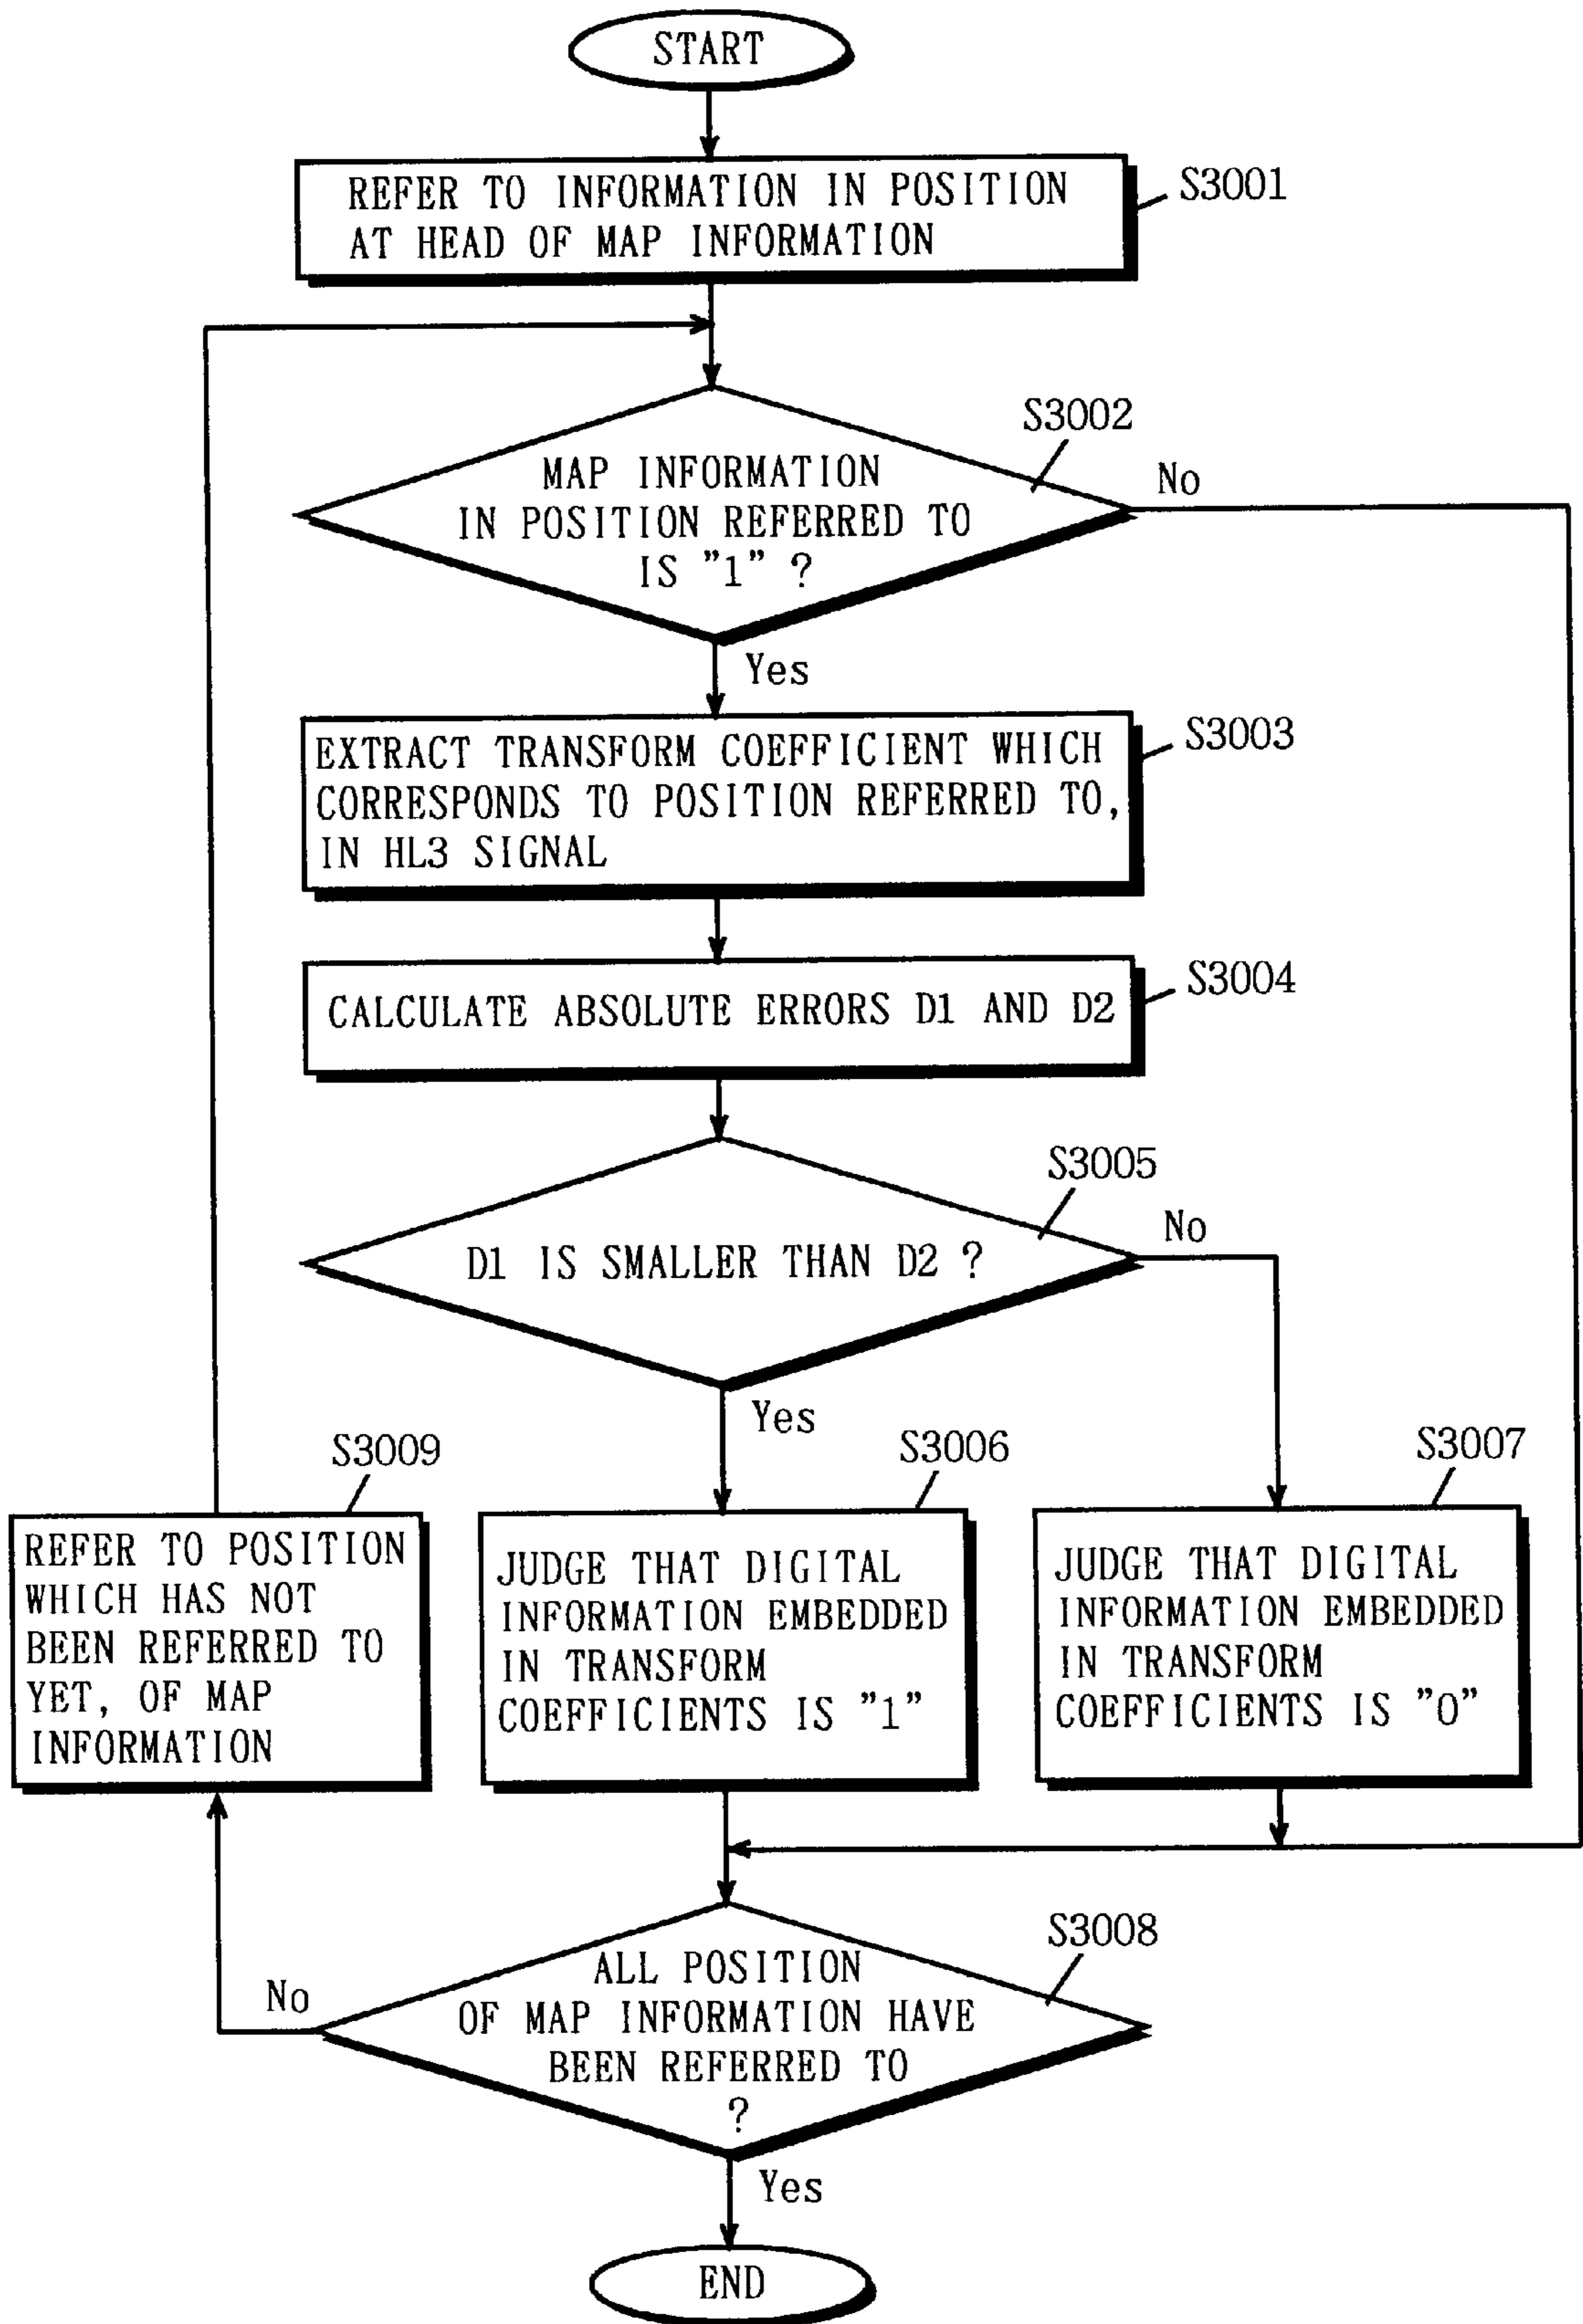 START
REFER TO INFORMATION IN POSITION
AT HEAD OF MAP INFORMATION
S3001
S3002
MAP INFORMATION
IN POSITION REFERRED TO
IS "1" ?
No
Yes
EXTRACT TRANSFORM COEFFICIENT WHICH
CORRESPONDS TO POSITION REFERRED TO,
IN HL3 SIGNAL
S3003
CALCULATE ABSOLUTE ERRORS D1 AND D2
S3004
S3005
D1 IS SMALLER THAN D2 ?
No
Yes
S3009
REFER TO POSITION
WHICH HAS NOT
BEEN REFERRED TO
YET, OF MAP
INFORMATION
S3006
JUDGE THAT DIGITAL
INFORMATION EMBEDDED
IN TRANSFORM
COEFFICIENTS IS "1"
S3007
JUDGE THAT DIGITAL
INFORMATION EMBEDDED
IN TRANSFORM
COEFFICIENTS IS "0"
S3008
ALL POSITION
OF MAP INFORMATION HAVE
BEEN REFERRED TO
?
No
Yes
END